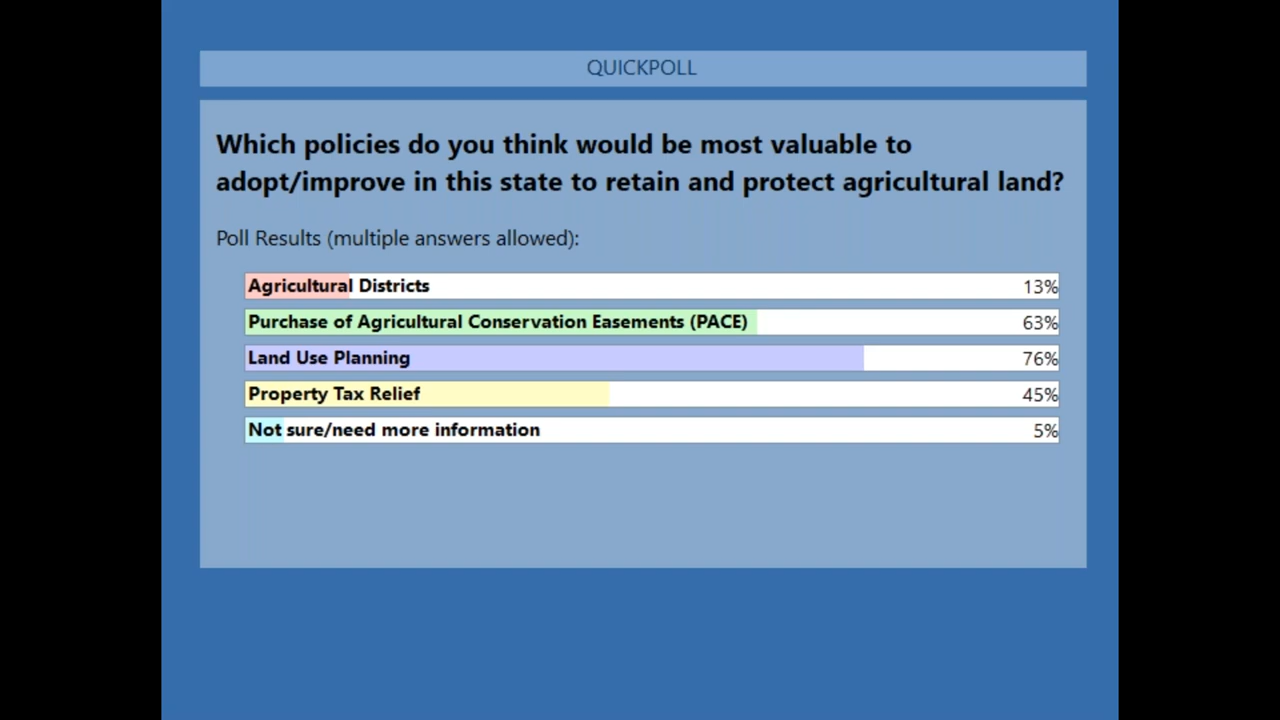 QUICKPOLL
Which policies do you think would be most valuable to
adopt/improve in this state to retain and protect agricultural land?
Poll Results (multiple answers allowed):
Agricultural Districts 13%
Purchase of Agricultural Conservation Easements (PACE) 63%
Land Use Planning 76%
Property Tax Relief 45%
Not sure/need more information 5%